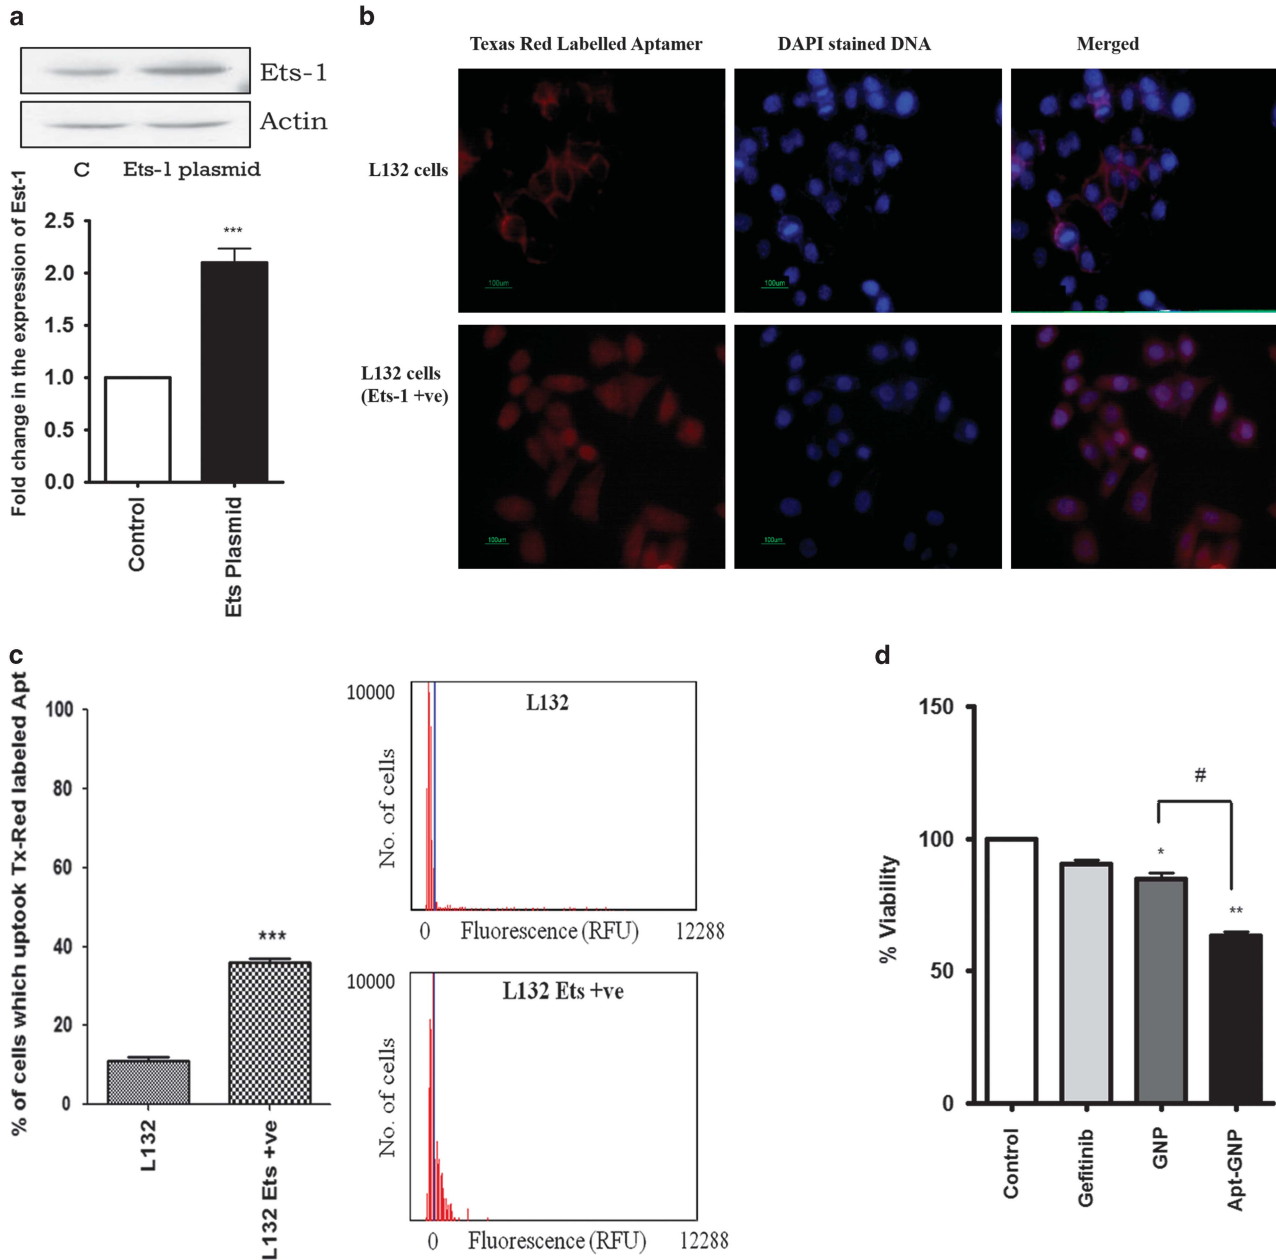 a
Ets-1
Actin
C Ets-1 plasmid
Fold change in the expression of Est-1
2.5
2.0
1.5
1.0
0.5
0.0
***
Control
Ets Plasmid
b
Texas Red Labelled Aptamer
DAPI stained DNA
Merged
L132 cells
100um
100um
L132 cells
(Ets-1 +ve)
100um
100um
c
% of cells which uptook Tx-Red labeled Apt
100
80
60
40
20
0
***
L132
L132 Ets +ve
10000
No. of cells
L132
0 Fluorescence (RFU) 12288
10000
No. of cells
L132 Ets +ve
0 Fluorescence (RFU) 12288
d
% Viability
150
100
50
0
#
*
**
Control
Gefitinib
GNP
Apt-GNP